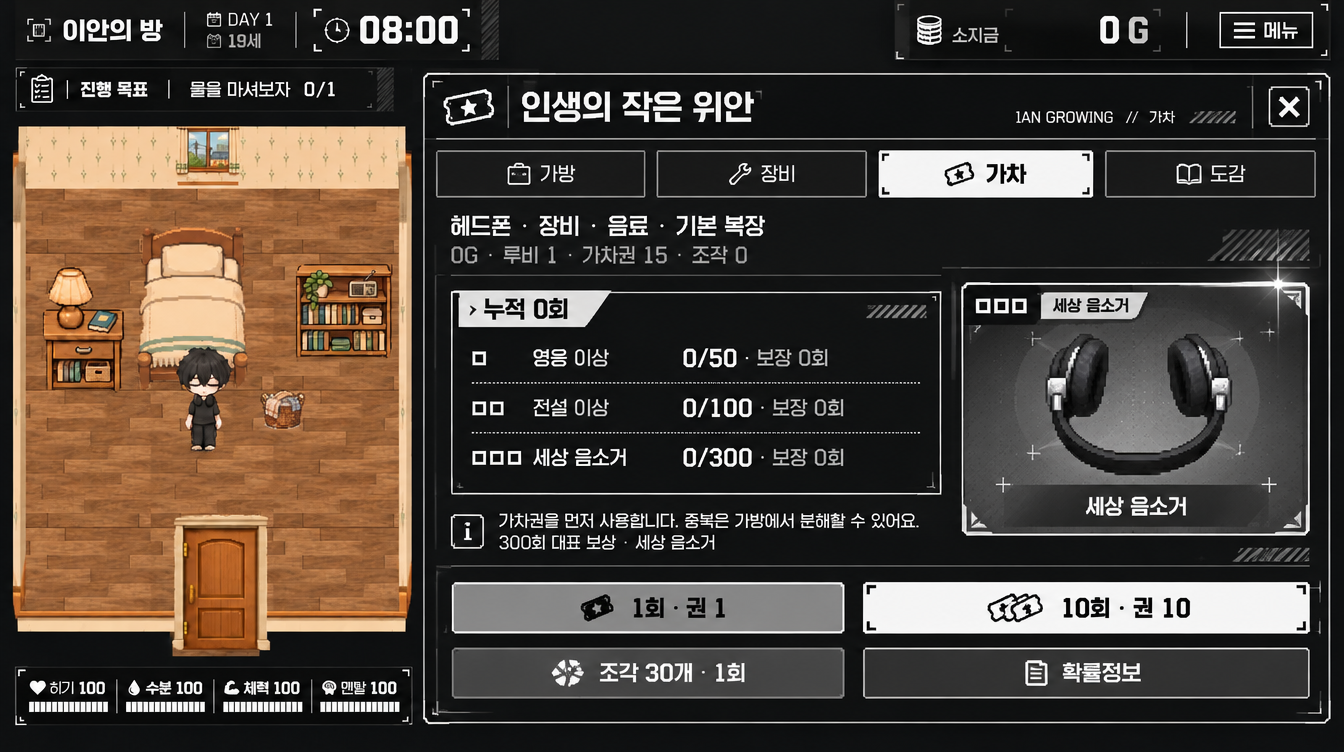 이안의 방
DAY 1
19세
08:00
소지금
0 G
메뉴
진행 목표
물을 마셔보자 0/1
인생의 작은 위안
IAN GROWING // 가챠
가방
장비
가챠
도감
헤드폰 · 장비 · 음료 · 기본 복장
0G · 루비 1 · 가챠권 15 · 조각 0
› 누적 0회
영웅 이상 0/50 · 보장 0회
전설 이상 0/100 · 보장 0회
세상 음소거 0/300 · 보장 0회
세상 음소거
세상 음소거
가챠권을 먼저 사용합니다. 중복은 가방에서 분해할 수 있어요.
300회 대표 보상 · 세상 음소거
1회 · 권 1
10회 · 권 10
조각 30개 · 1회
확률정보
허기 100
수분 100
체력 100
멘탈 100